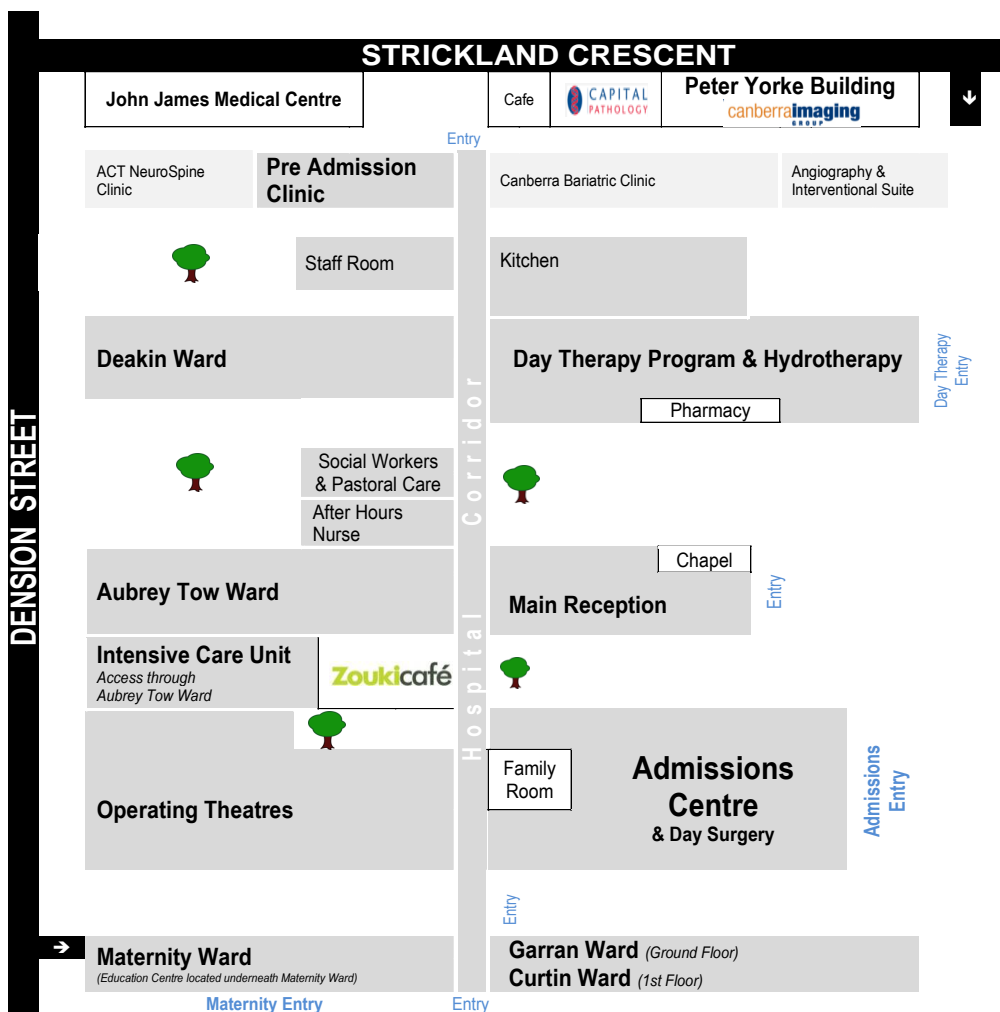 STRICKLAND CRESCENT
John James Medical Centre
Cafe
CAPITAL
PATHOLOGY
Peter Yorke Building
canberraimaging
GROUP
Entry
ACT NeuroSpine
Clinic
Pre Admission
Clinic
Canberra Bariatric Clinic
Angiography &
Interventional Suite
Staff Room
Kitchen
Deakin Ward
Day Therapy Program & Hydrotherapy
Pharmacy
Day Therapy
Entry
DENSION STREET
Hospital Corridor
Social Workers
& Pastoral Care
After Hours
Nurse
Aubrey Tow Ward
Chapel
Main Reception
Entry
Intensive Care Unit
Access through
Aubrey Tow Ward
Zoukicafé
Operating Theatres
Family
Room
Admissions
Centre
& Day Surgery
Admissions
Entry
Entry
Maternity Ward
(Education Centre located underneath Maternity Ward)
Garran Ward (Ground Floor)
Curtin Ward (1st Floor)
Maternity Entry
Entry